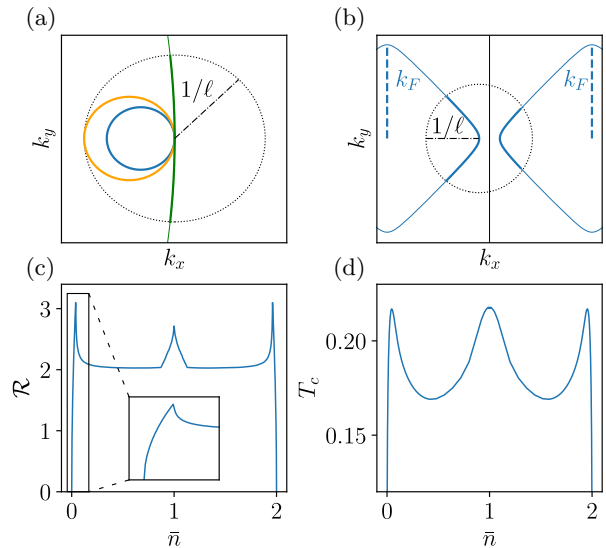 (a)
1/ℓ
k_y
k_x
(b)
k_F
k_F
1/ℓ
k_y
k_x
(c)
3
2
1
0
ℛ
0
1
2
n̄
(d)
0.20
0.15
T_c
0
1
2
n̄